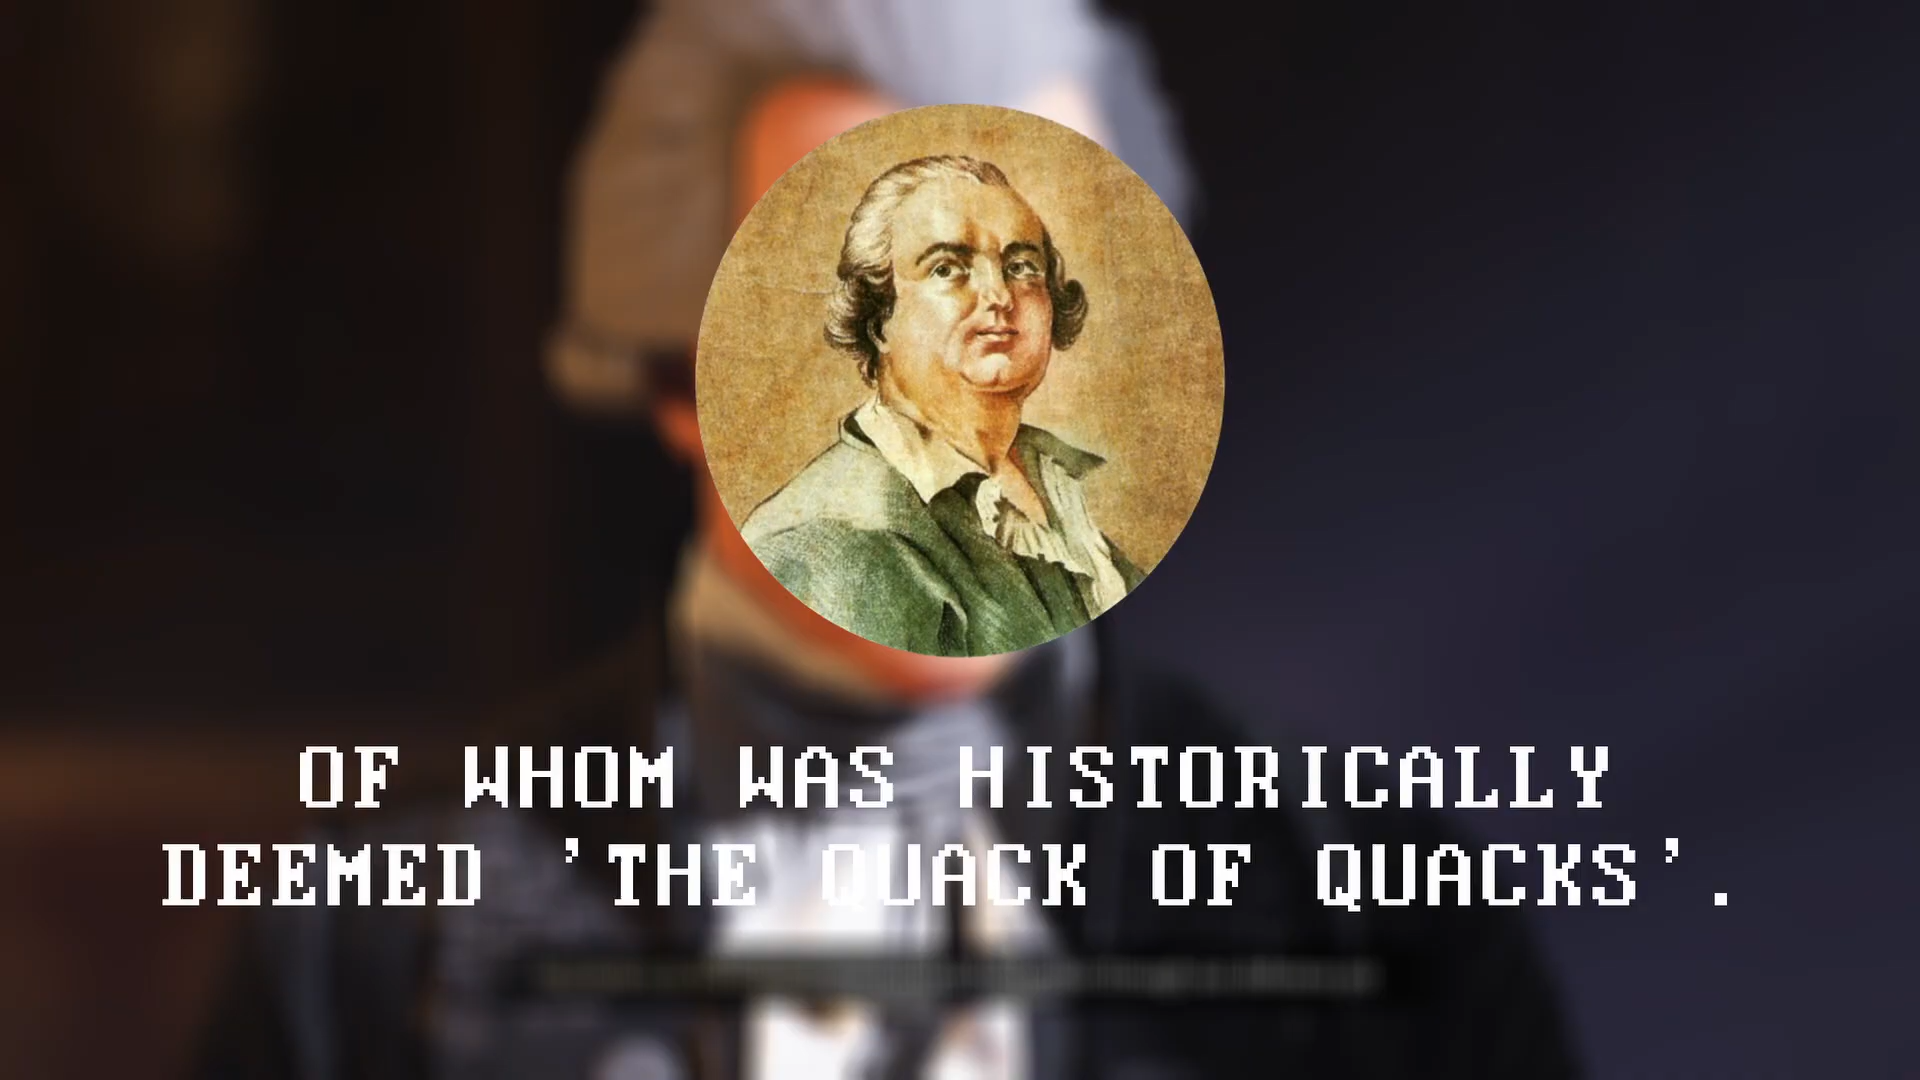 OF WHOM WAS HISTORICALLY
DEEMED 'THE QUACK OF QUACKS'.